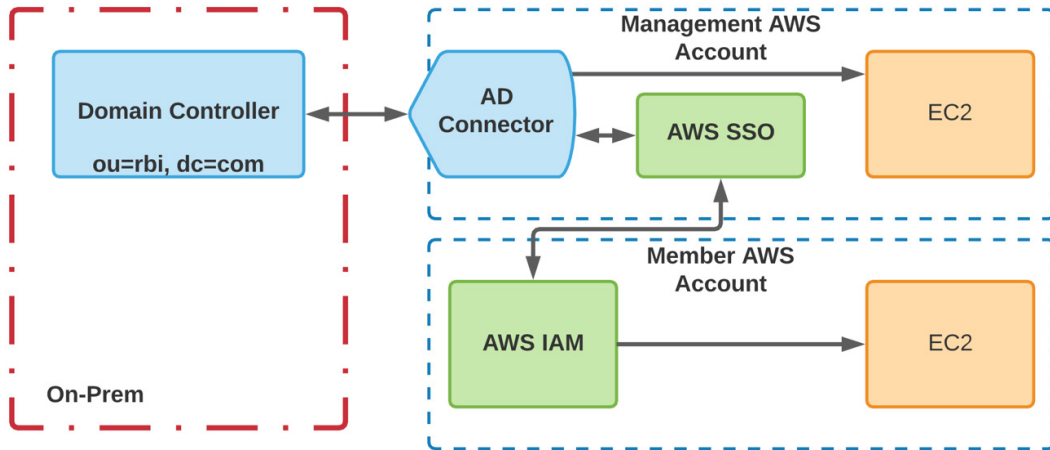 Management AWS
Account
Domain Controller
ou=rbi, dc=com
AD
Connector
AWS SSO
EC2
Member AWS
Account
AWS IAM
EC2
On-Prem